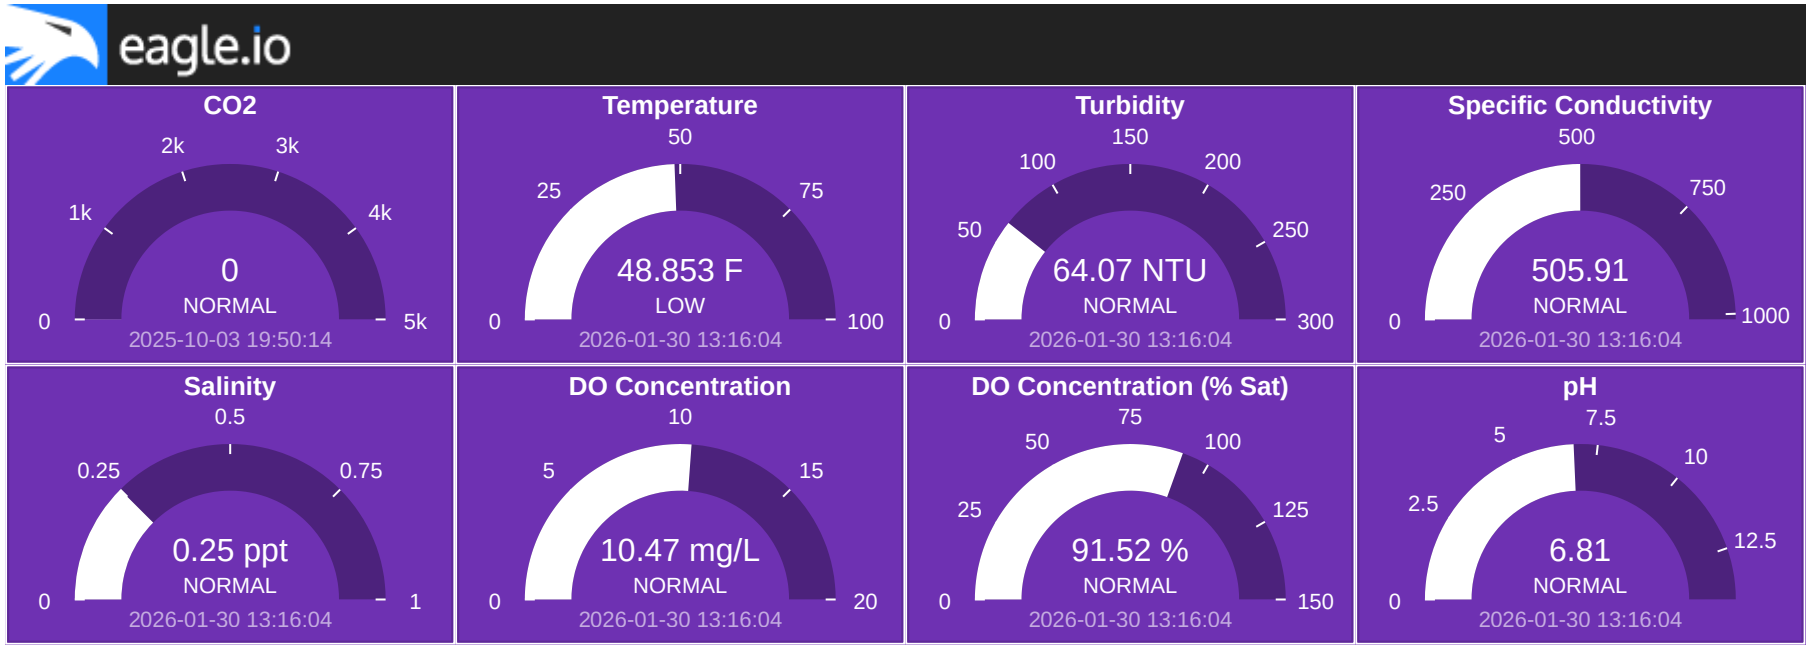 eagle.io
CO2
2k
3k
1k
4k
0
5k
0
NORMAL
2025-10-03 19:50:14
Temperature
50
25
75
0
100
48.853 F
LOW
2026-01-30 13:16:04
Turbidity
150
100
200
50
250
0
300
64.07 NTU
NORMAL
2026-01-30 13:16:04
Specific Conductivity
500
250
750
0
1000
505.91
NORMAL
2026-01-30 13:16:04
Salinity
0.5
0.25
0.75
0
1
0.25 ppt
NORMAL
2026-01-30 13:16:04
DO Concentration
10
5
15
0
20
10.47 mg/L
NORMAL
2026-01-30 13:16:04
DO Concentration (% Sat)
75
50
100
25
125
0
150
91.52 %
NORMAL
2026-01-30 13:16:04
pH
7.5
5
10
2.5
12.5
0
6.81
NORMAL
2026-01-30 13:16:04